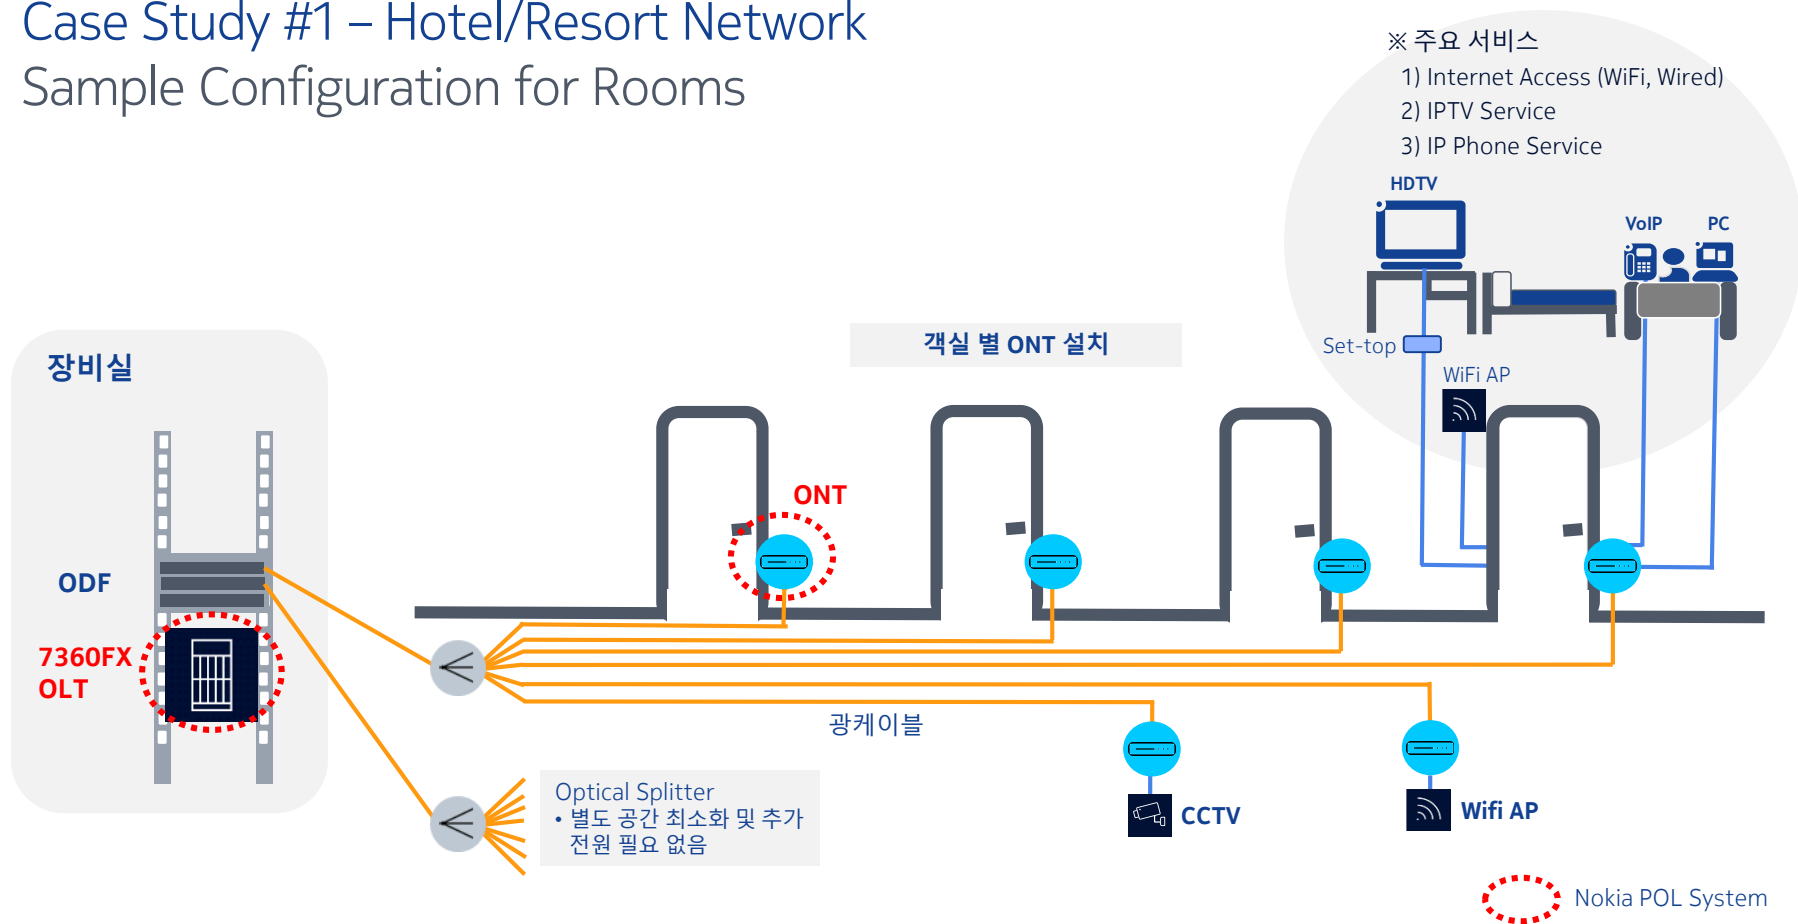 Case Study #1 – Hotel/Resort Network
Sample Configuration for Rooms
※ 주요 서비스
1) Internet Access (WiFi, Wired)
2) IPTV Service
3) IP Phone Service
HDTV
VoIP
PC
Set-top
WiFi AP
객실 별 ONT 설치
장비실
ONT
ODF
7360FX
OLT
광케이블
Optical Splitter
• 별도 공간 최소화 및 추가
전원 필요 없음
CCTV
Wifi AP
Nokia POL System